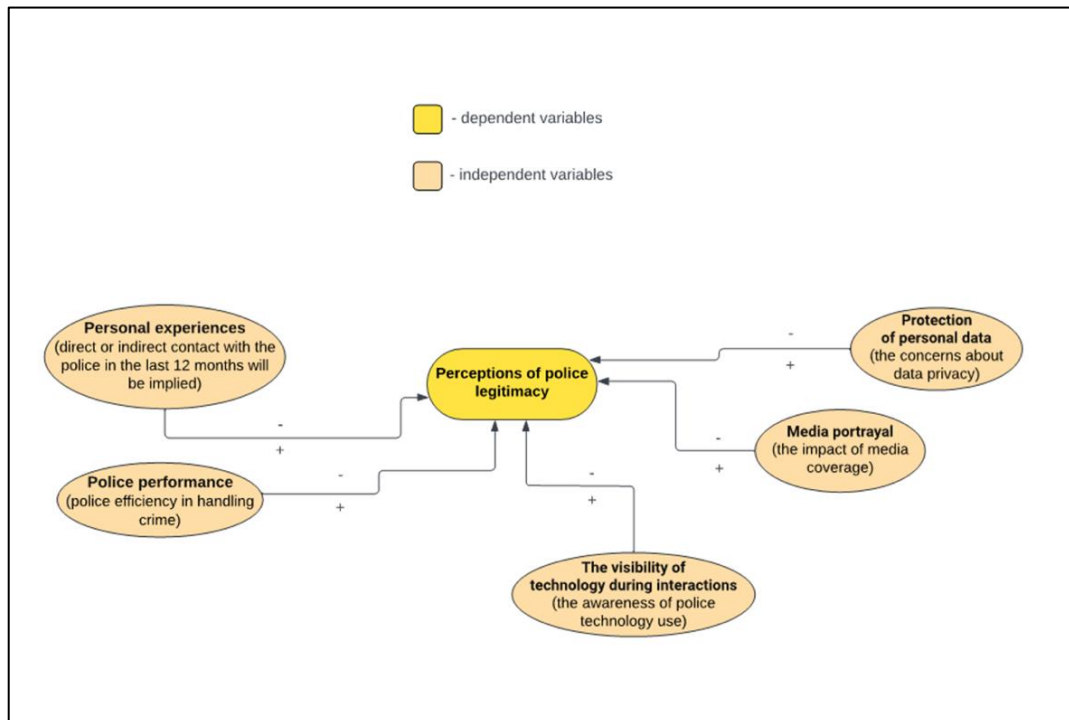 - dependent variables
- independent variables
Personal experiences
(direct or indirect contact with the
police in the last 12 months will
be implied)
-
+
Police performance
(police efficiency in handling
crime)
-
+
Perceptions of police
legitimacy
Protection
of personal data
(the concerns about
data privacy)
-
+
Media portrayal
(the impact of media
coverage)
-
+
The visibility of
technology during interactions
(the awareness of police
technology use)
-
+